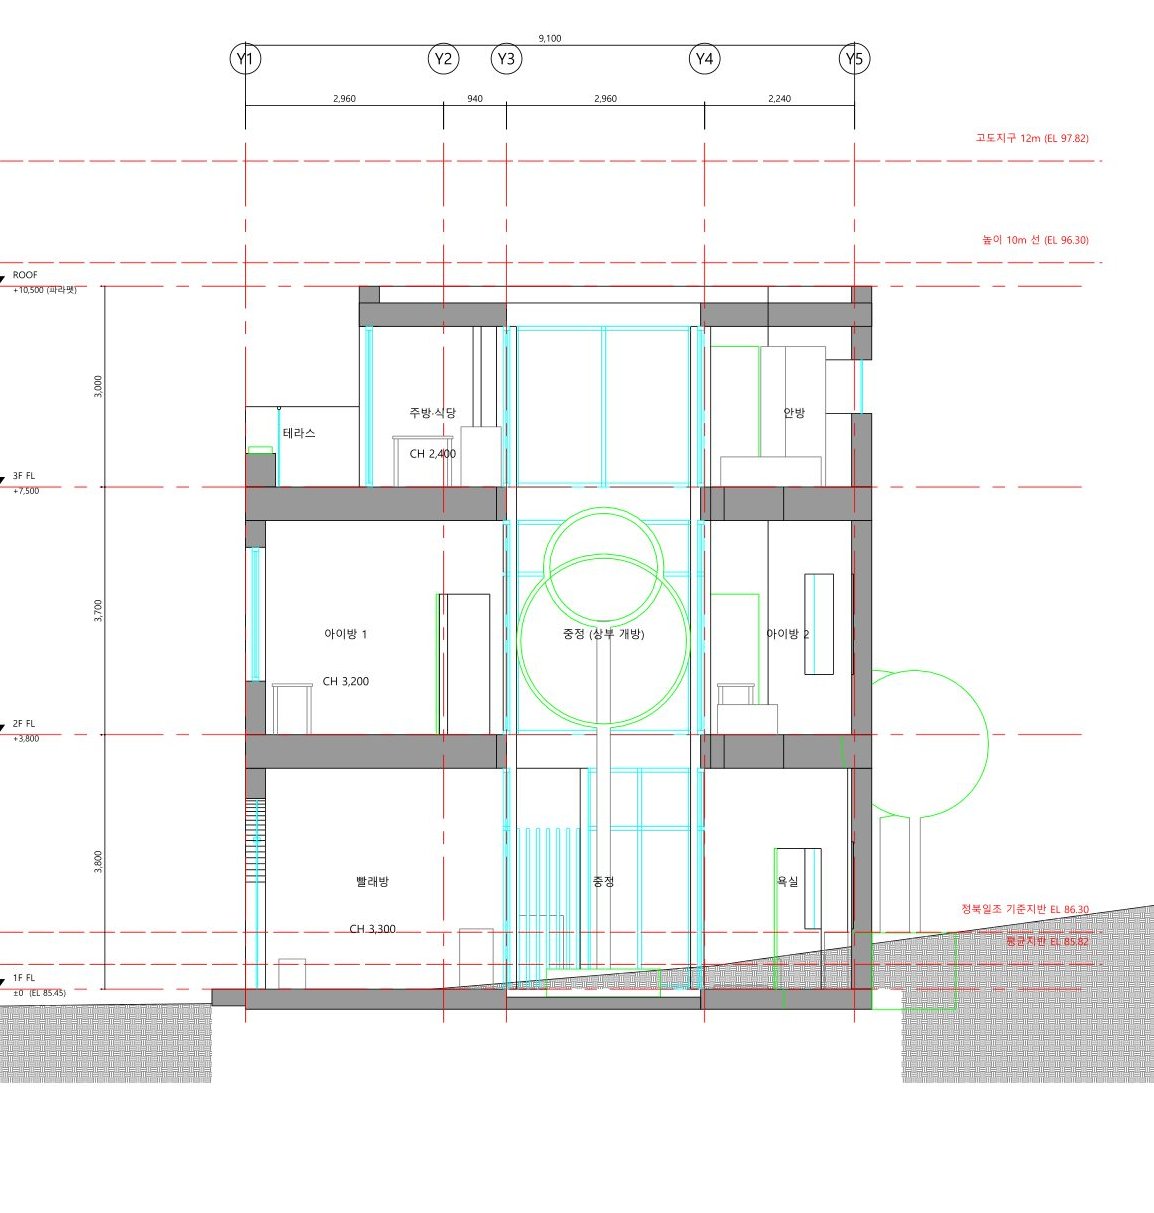 9,100
Y1 Y2 Y3 Y4 Y5
2,960 940 2,960 2,240
고도지구 12m (EL 97.82)
높이 10m 선 (EL 96.30)
ROOF
+10,500 (파라펫)
3,000
주방·식당
안방
테라스
CH 2,400
3F FL
+7,500
3,700
아이방 1
중정 (상부 개방)
아이방 2
CH 3,200
2F FL
+3,800
3,800
빨래방
중정
욕실
정북일조 기준지반 EL 86.30
CH 3,300
평균지반 EL 85.82
1F FL
±0 (EL 85.45)